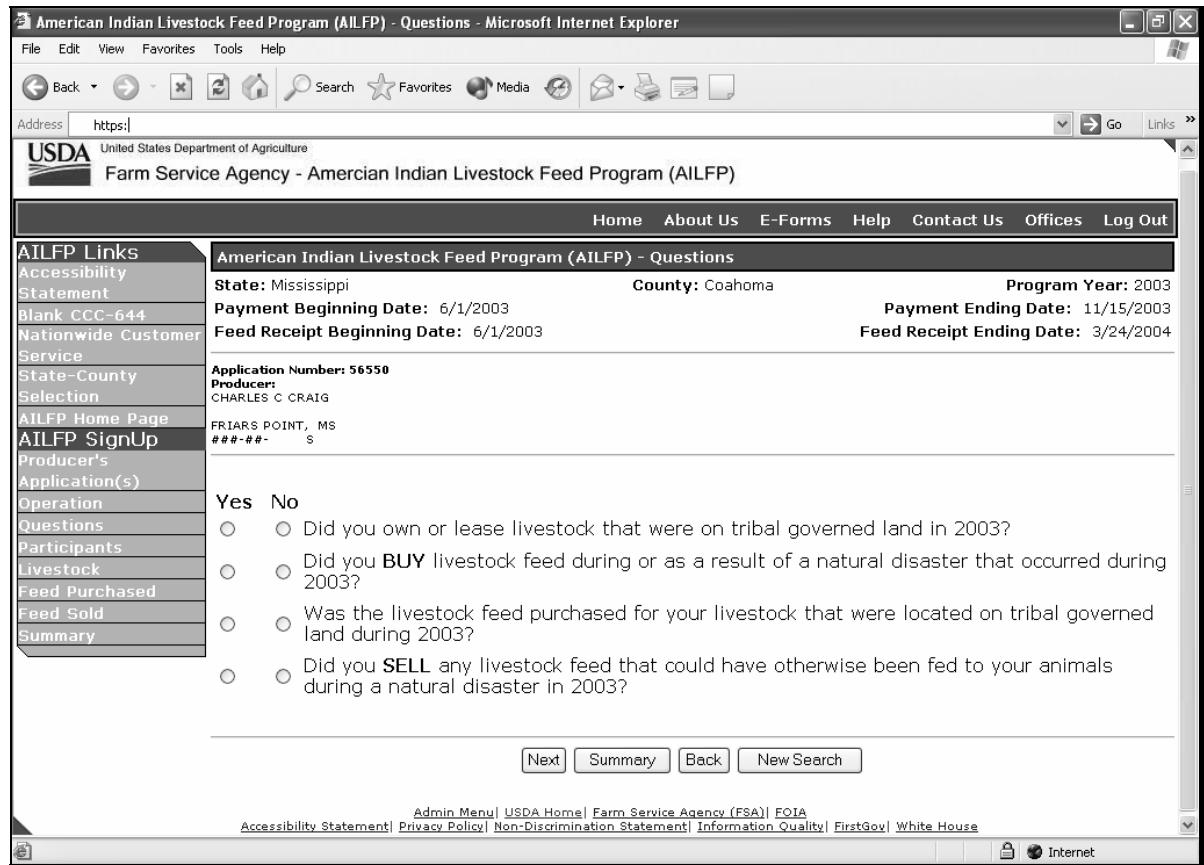 American Indian Livestock Feed Program (AILFP) - Questions - Microsoft Internet Explorer
File Edit View Favorites Tools Help
Back Search Favorites Media
Address https: Go Links »
USDA United States Department of Agriculture
Farm Service Agency - Amercian Indian Livestock Feed Program (AILFP)
Home About Us E-Forms Help Contact Us Offices Log Out
AILFP Links
Accessibility
Statement
Blank CCC-644
Nationwide Customer
Service
State-County
Selection
AILFP Home Page
AILFP SignUp
Producer's
Application(s)
Operation
Questions
Participants
Livestock
Feed Purchased
Feed Sold
Summary
American Indian Livestock Feed Program (AILFP) - Questions
State: Mississippi County: Coahoma Program Year: 2003
Payment Beginning Date: 6/1/2003 Payment Ending Date: 11/15/2003
Feed Receipt Beginning Date: 6/1/2003 Feed Receipt Ending Date: 3/24/2004
Application Number: 56550
Producer:
CHARLES C CRAIG
FRIARS POINT, MS
###-##- S
Yes No
Did you own or lease livestock that were on tribal governed land in 2003?
Did you BUY livestock feed during or as a result of a natural disaster that occurred during
2003?
Was the livestock feed purchased for your livestock that were located on tribal governed
land during 2003?
Did you SELL any livestock feed that could have otherwise been fed to your animals
during a natural disaster in 2003?
Next Summary Back New Search
Admin Menu| USDA Home| Farm Service Agency (FSA)| FOIA
Accessibility Statement| Privacy Policy| Non-Discrimination Statement| Information Quality| FirstGov| White House
Internet